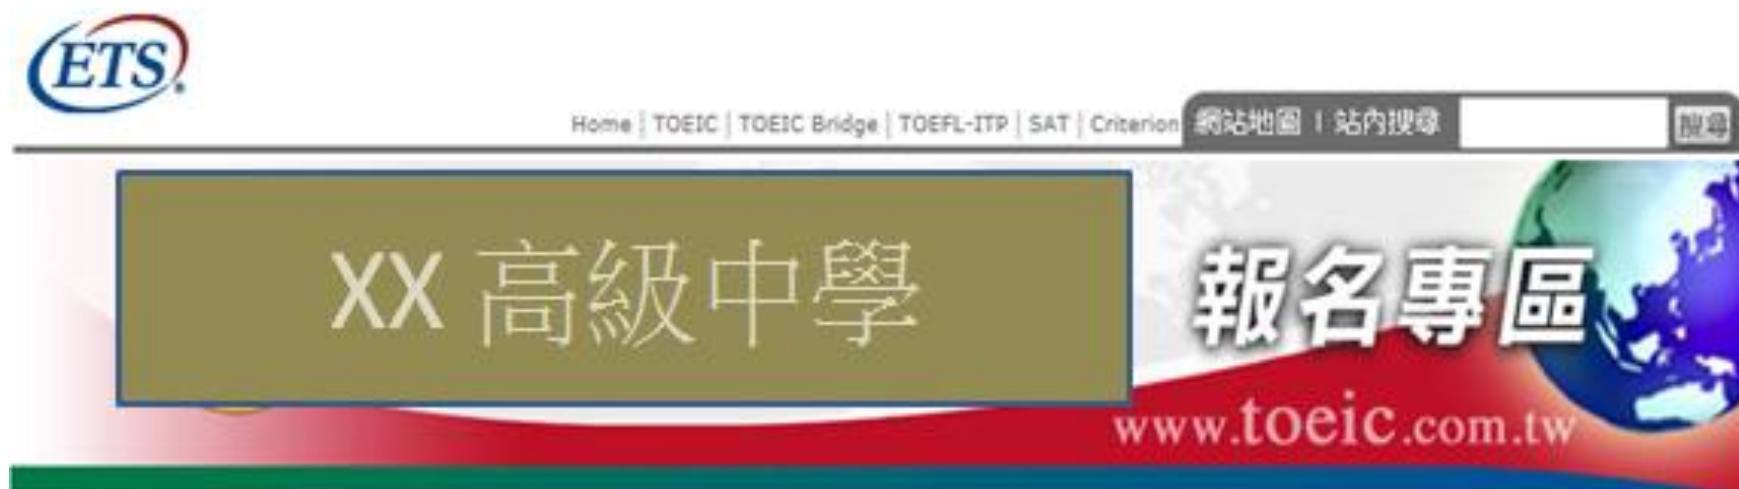 ETS
Home | TOEIC | TOEIC Bridge | TOEFL-ITP | SAT | Criterion 網站地圖 | 站內搜尋 搜尋
XX 高級中學 報名專區
www.toeic.com.tw